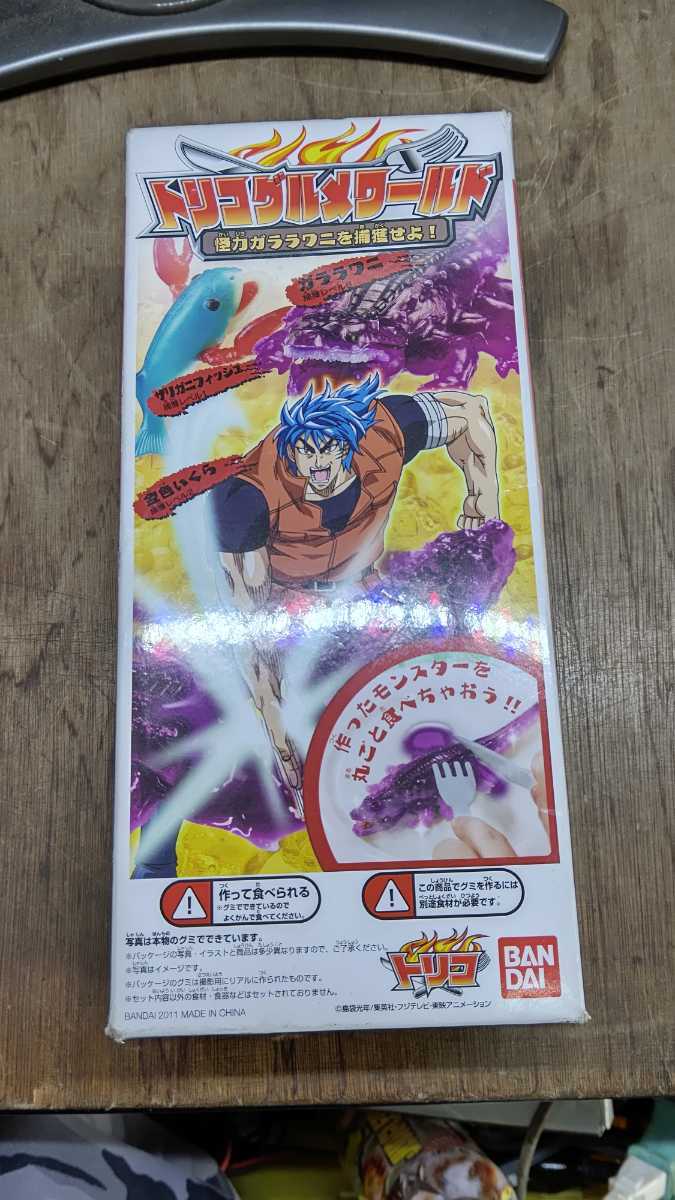 トリコグルメワールド
怪力ガララワニを捕獲せよ！
ガララワニ
捕獲レベル
ザリガニフィッシュ
捕獲レベル
空色いくら
捕獲レベル
作ったモンスターを
丸ごと食べちゃおう!!
作って食べられる
※グミでできているので
よくかんで食べてください。
この商品でグミを作るには
別途食材が必要です。
写真は本物のグミでできています。
※パッケージの写真・イラストと商品は多少異なりますので、ご了承ください。
※写真はイメージです。
※パッケージのグミは撮影用にリアルに作られたものです。
※セット内容以外の食材・食器などはセットされておりません。
BANDAI 2011 MADE IN CHINA
トリコ
BAN
DAI
©島袋光年/集英社・フジテレビ・東映アニメーション